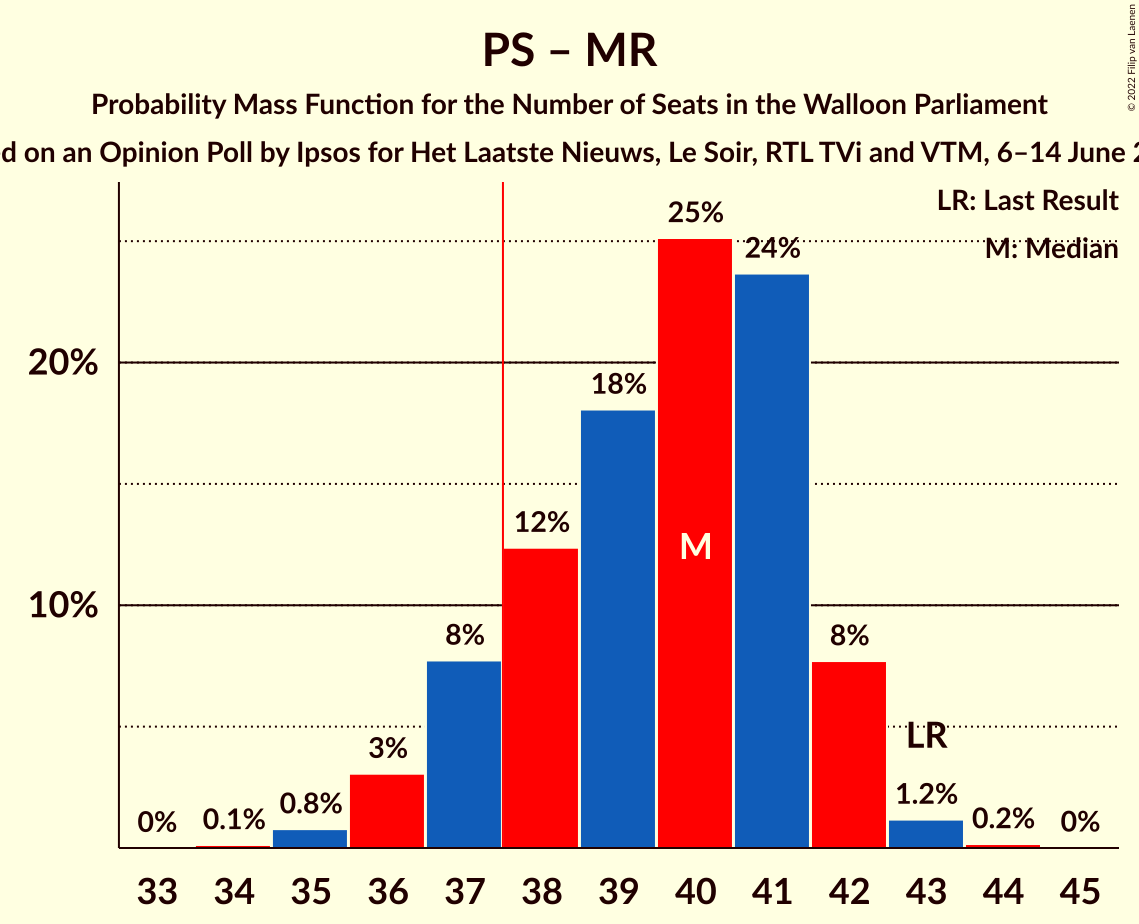 PS – MR
Probability Mass Function for the Number of Seats in the Walloon Parliament
on an Opinion Poll by Ipsos for Het Laatste Nieuws, Le Soir, RTL TVi and VTM, 6–14 June
© 2022 Filip van Laenen
LR: Last Result
M: Median
25%
24%
20%
18%
12%
M
10%
8%
8%
LR
3%
1.2%
0.8%
0.2%
0.1%
0%
0%
33 34 35 36 37 38 39 40 41 42 43 44 45